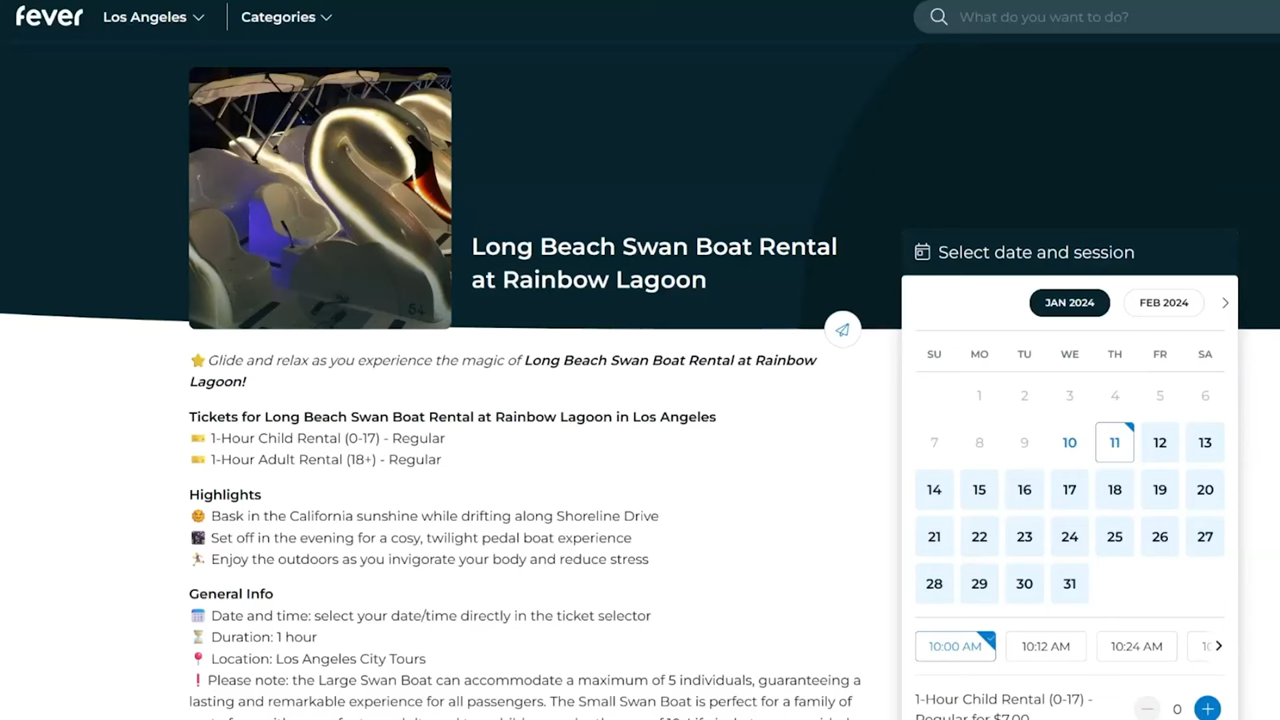 fever
Los Angeles
Categories
What do you want to do?
Long Beach Swan Boat Rental
at Rainbow Lagoon
⭐Glide and relax as you experience the magic of Long Beach Swan Boat Rental at Rainbow
Lagoon!
Tickets for Long Beach Swan Boat Rental at Rainbow Lagoon in Los Angeles
🎫 1-Hour Child Rental (0-17) - Regular
🎫 1-Hour Adult Rental (18+) - Regular
Highlights
🌞 Bask in the California sunshine while drifting along Shoreline Drive
🎆 Set off in the evening for a cosy, twilight pedal boat experience
🏃 Enjoy the outdoors as you invigorate your body and reduce stress
General Info
📅 Date and time: select your date/time directly in the ticket selector
⏳ Duration: 1 hour
📍 Location: Los Angeles City Tours
❗ Please note: the Large Swan Boat can accommodate a maximum of 5 individuals, guaranteeing a
lasting and remarkable experience for all passengers. The Small Swan Boat is perfect for a family of
Select date and session
JAN 2024 FEB 2024
SU MO TU WE TH FR SA
1 2 3 4 5 6
7 8 9 10 11 12 13
14 15 16 17 18 19 20
21 22 23 24 25 26 27
28 29 30 31
10:00 AM 10:12 AM 10:24 AM
1-Hour Child Rental (0-17) -
Regular for $7.00
0